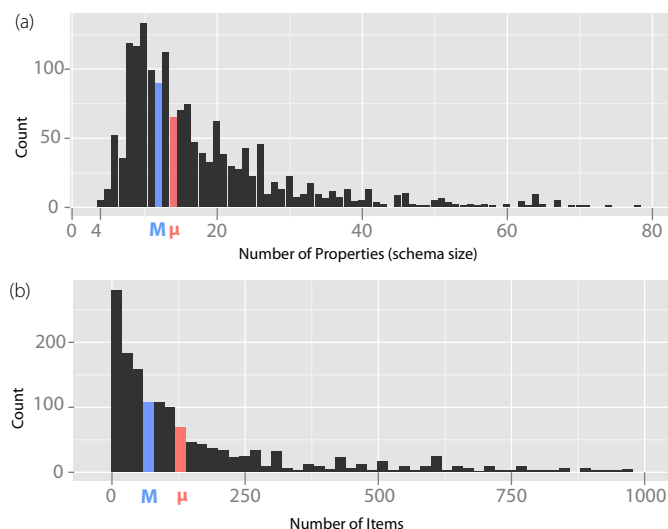 (a)
100
50
0
Count
0 4 20 40 60 80
M µ
Number of Properties (schema size)
(b)
200
100
0
Count
0 250 500 750 1000
M µ
Number of Items